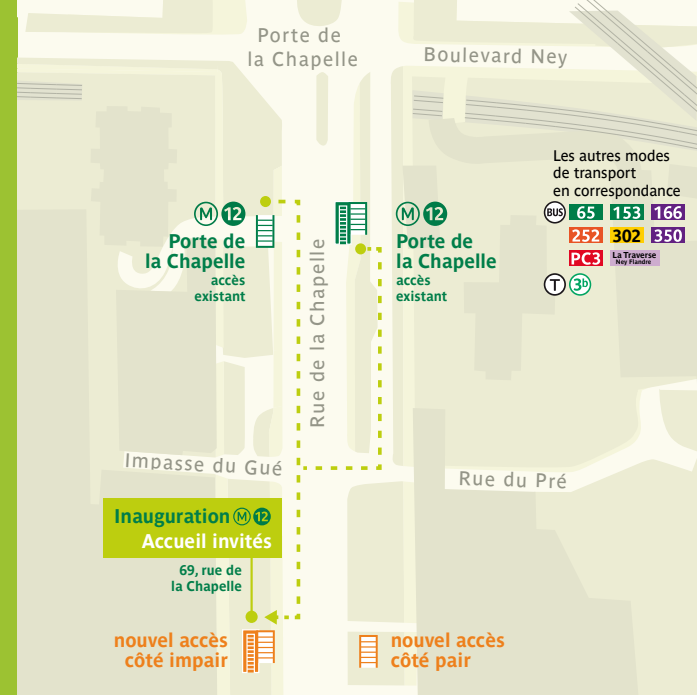 Porte de
la Chapelle
Boulevard Ney
Les autres modes
de transport
en correspondance
BUS 65 153 166
252 302 350
PC3 La Traverse
Ney Flandre
T 3b
M 12
Porte de
la Chapelle
accès
existant
M 12
Porte de
la Chapelle
accès
existant
Rue de la Chapelle
Impasse du Gué
Rue du Pré
Inauguration M 12
Accueil invités
69, rue de
la Chapelle
nouvel accès
côté impair
nouvel accès
côté pair